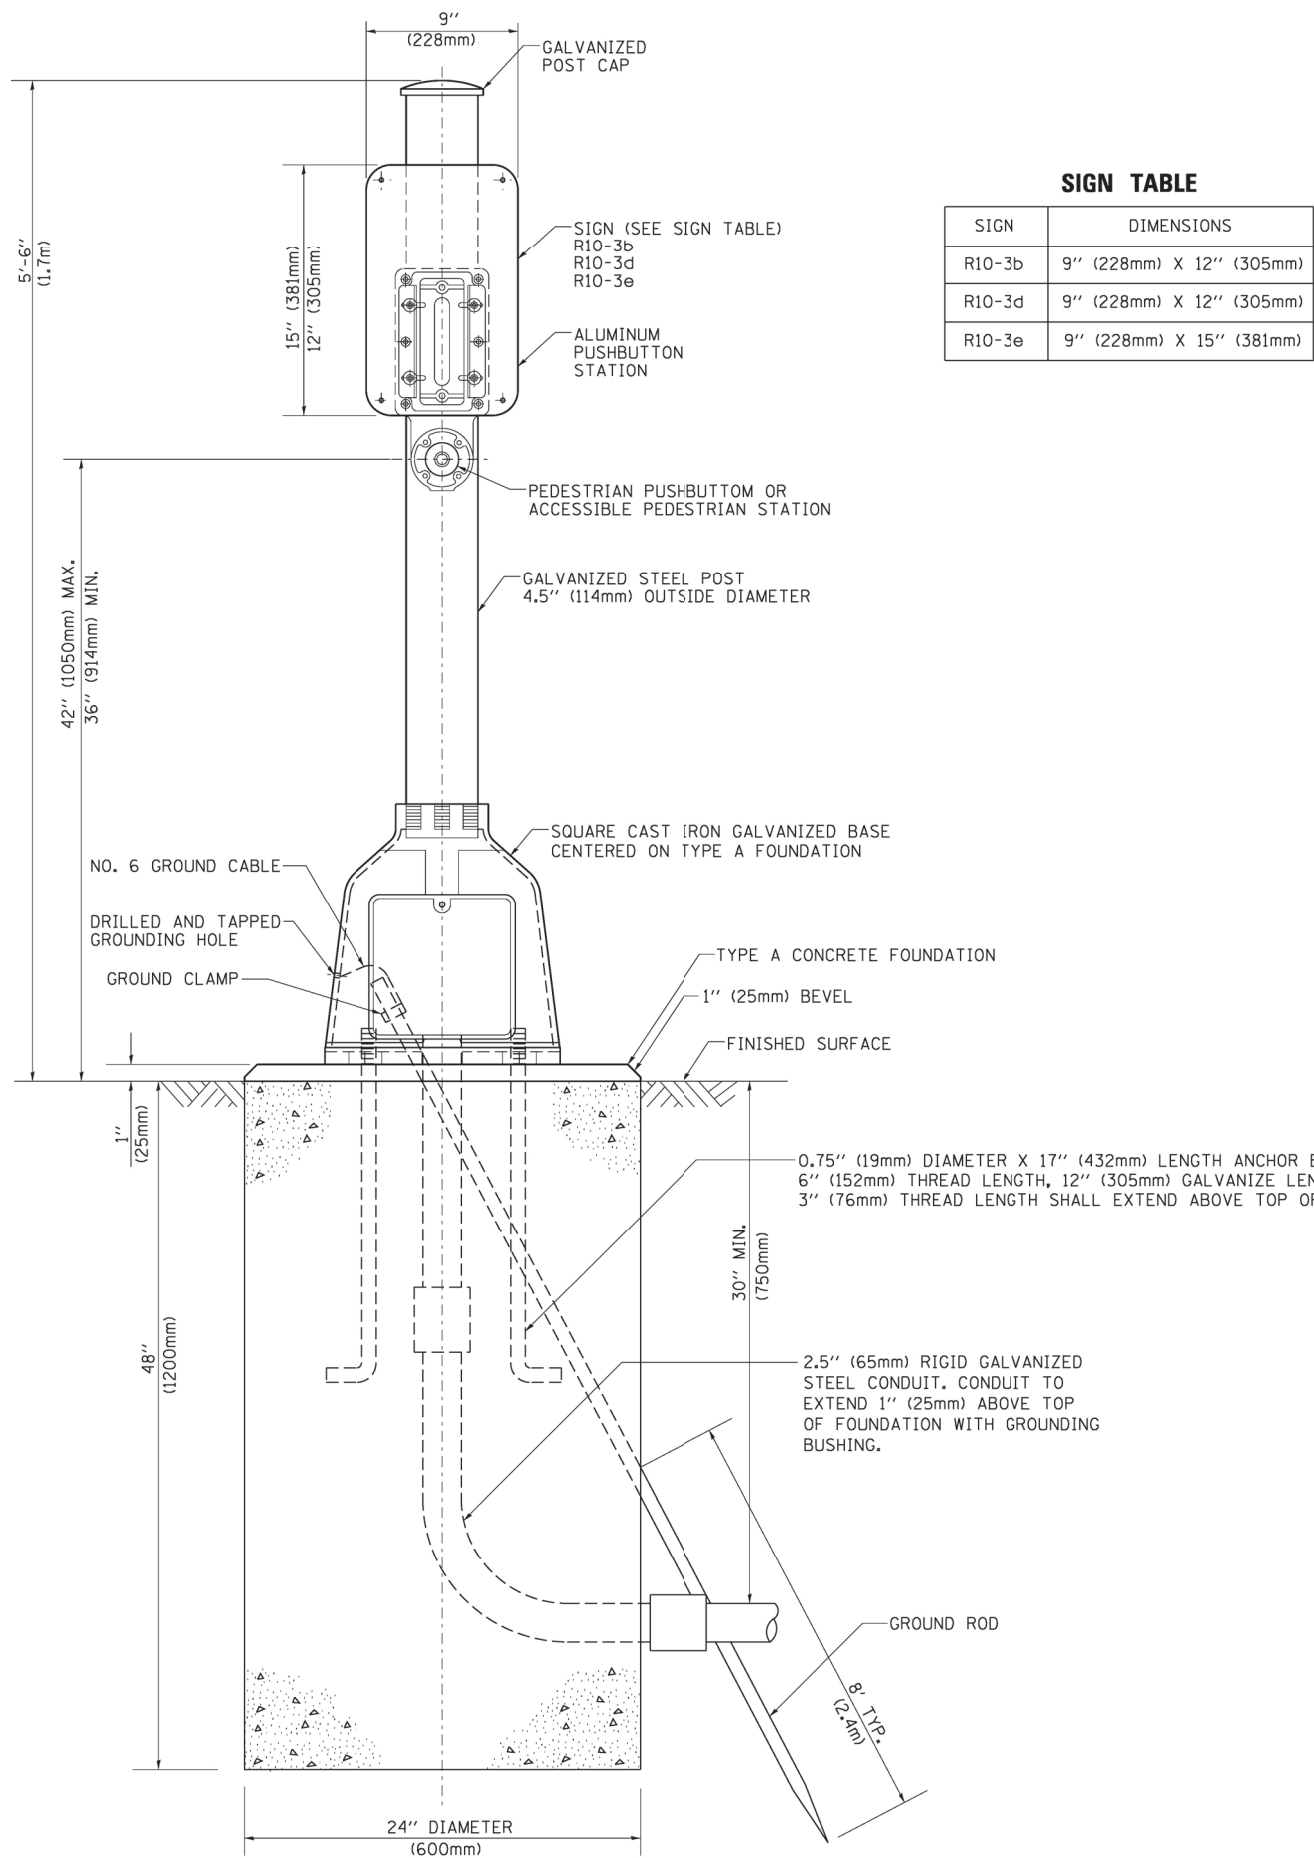 9'' 
(228mm)
GALVANIZED
POST CAP
5'-6''
(1.7m)
15'' (381mm)
12'' (305mm)
SIGN (SEE SIGN TABLE)
R10-3b
R10-3d
R10-3e
ALUMINUM
PUSHBUTTON
STATION
SIGN TABLE
SIGN DIMENSIONS
R10-3b 9'' (228mm) X 12'' (305mm)
R10-3d 9'' (228mm) X 12'' (305mm)
R10-3e 9'' (228mm) X 15'' (381mm)
PEDESTRIAN PUSHBUTTOM OR
ACCESSIBLE PEDESTRIAN STATION
42'' (1050mm) MAX.
36'' (914mm) MIN.
GALVANIZED STEEL POST
4.5'' (114mm) OUTSIDE DIAMETER
SQUARE CAST IRON GALVANIZED BASE
CENTERED ON TYPE A FOUNDATION
NO. 6 GROUND CABLE
DRILLED AND TAPPED
GROUNDING HOLE
GROUND CLAMP
TYPE A CONCRETE FOUNDATION
1'' (25mm) BEVEL
FINISHED SURFACE
1''
(25mm)
0.75'' (19mm) DIAMETER X 17'' (432mm) LENGTH ANCHOR
6'' (152mm) THREAD LENGTH, 12'' (305mm) GALVANIZE
3'' (76mm) THREAD LENGTH SHALL EXTEND ABOVE TOP
30'' MIN.
(750mm)
48''
(1200mm)
2.5'' (65mm) RIGID GALVANIZED
STEEL CONDUIT. CONDUIT TO
EXTEND 1'' (25mm) ABOVE TOP
OF FOUNDATION WITH GROUNDING
BUSHING.
GROUND ROD
8' TYP.
(2.4m)
24'' DIAMETER
(600mm)